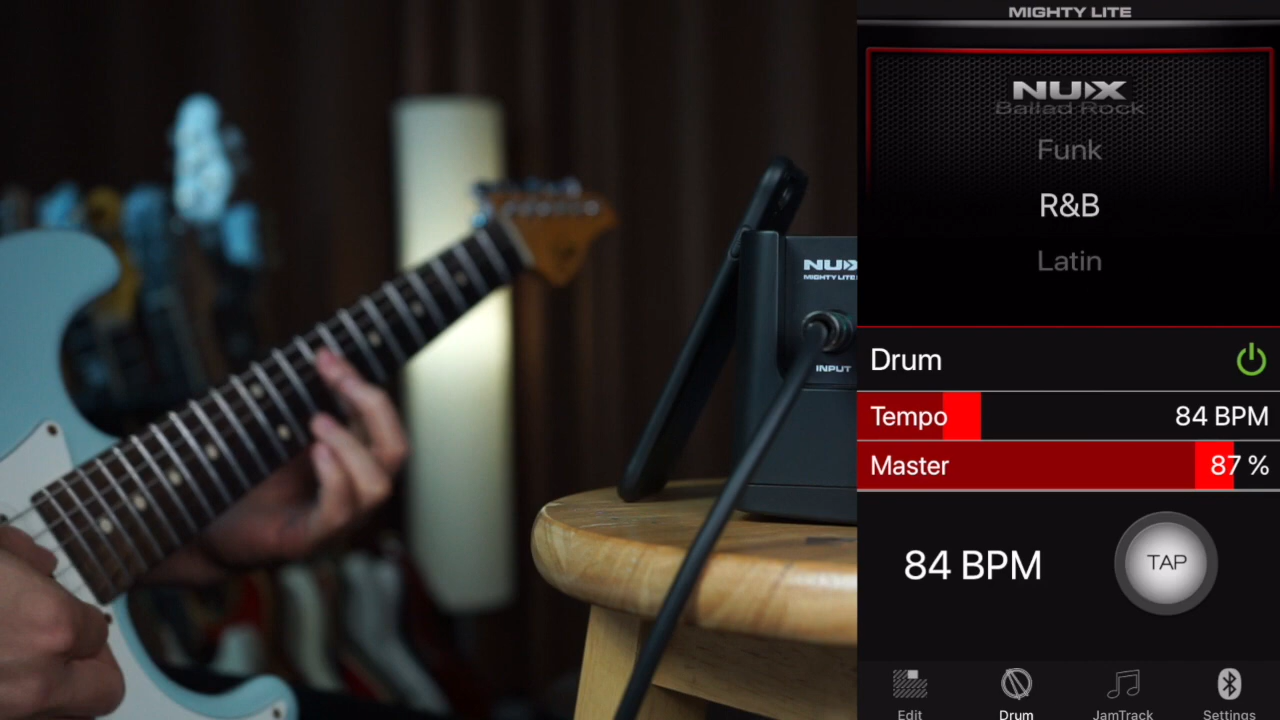 MIGHTY LITE
NUX
Ballad Rock
Funk
R&B
Latin
Drum
Tempo 84 BPM
Master 87 %
84 BPM
TAP
Edit Drum JamTrack Settings
NUX
MIGHTY LITE
INPUT